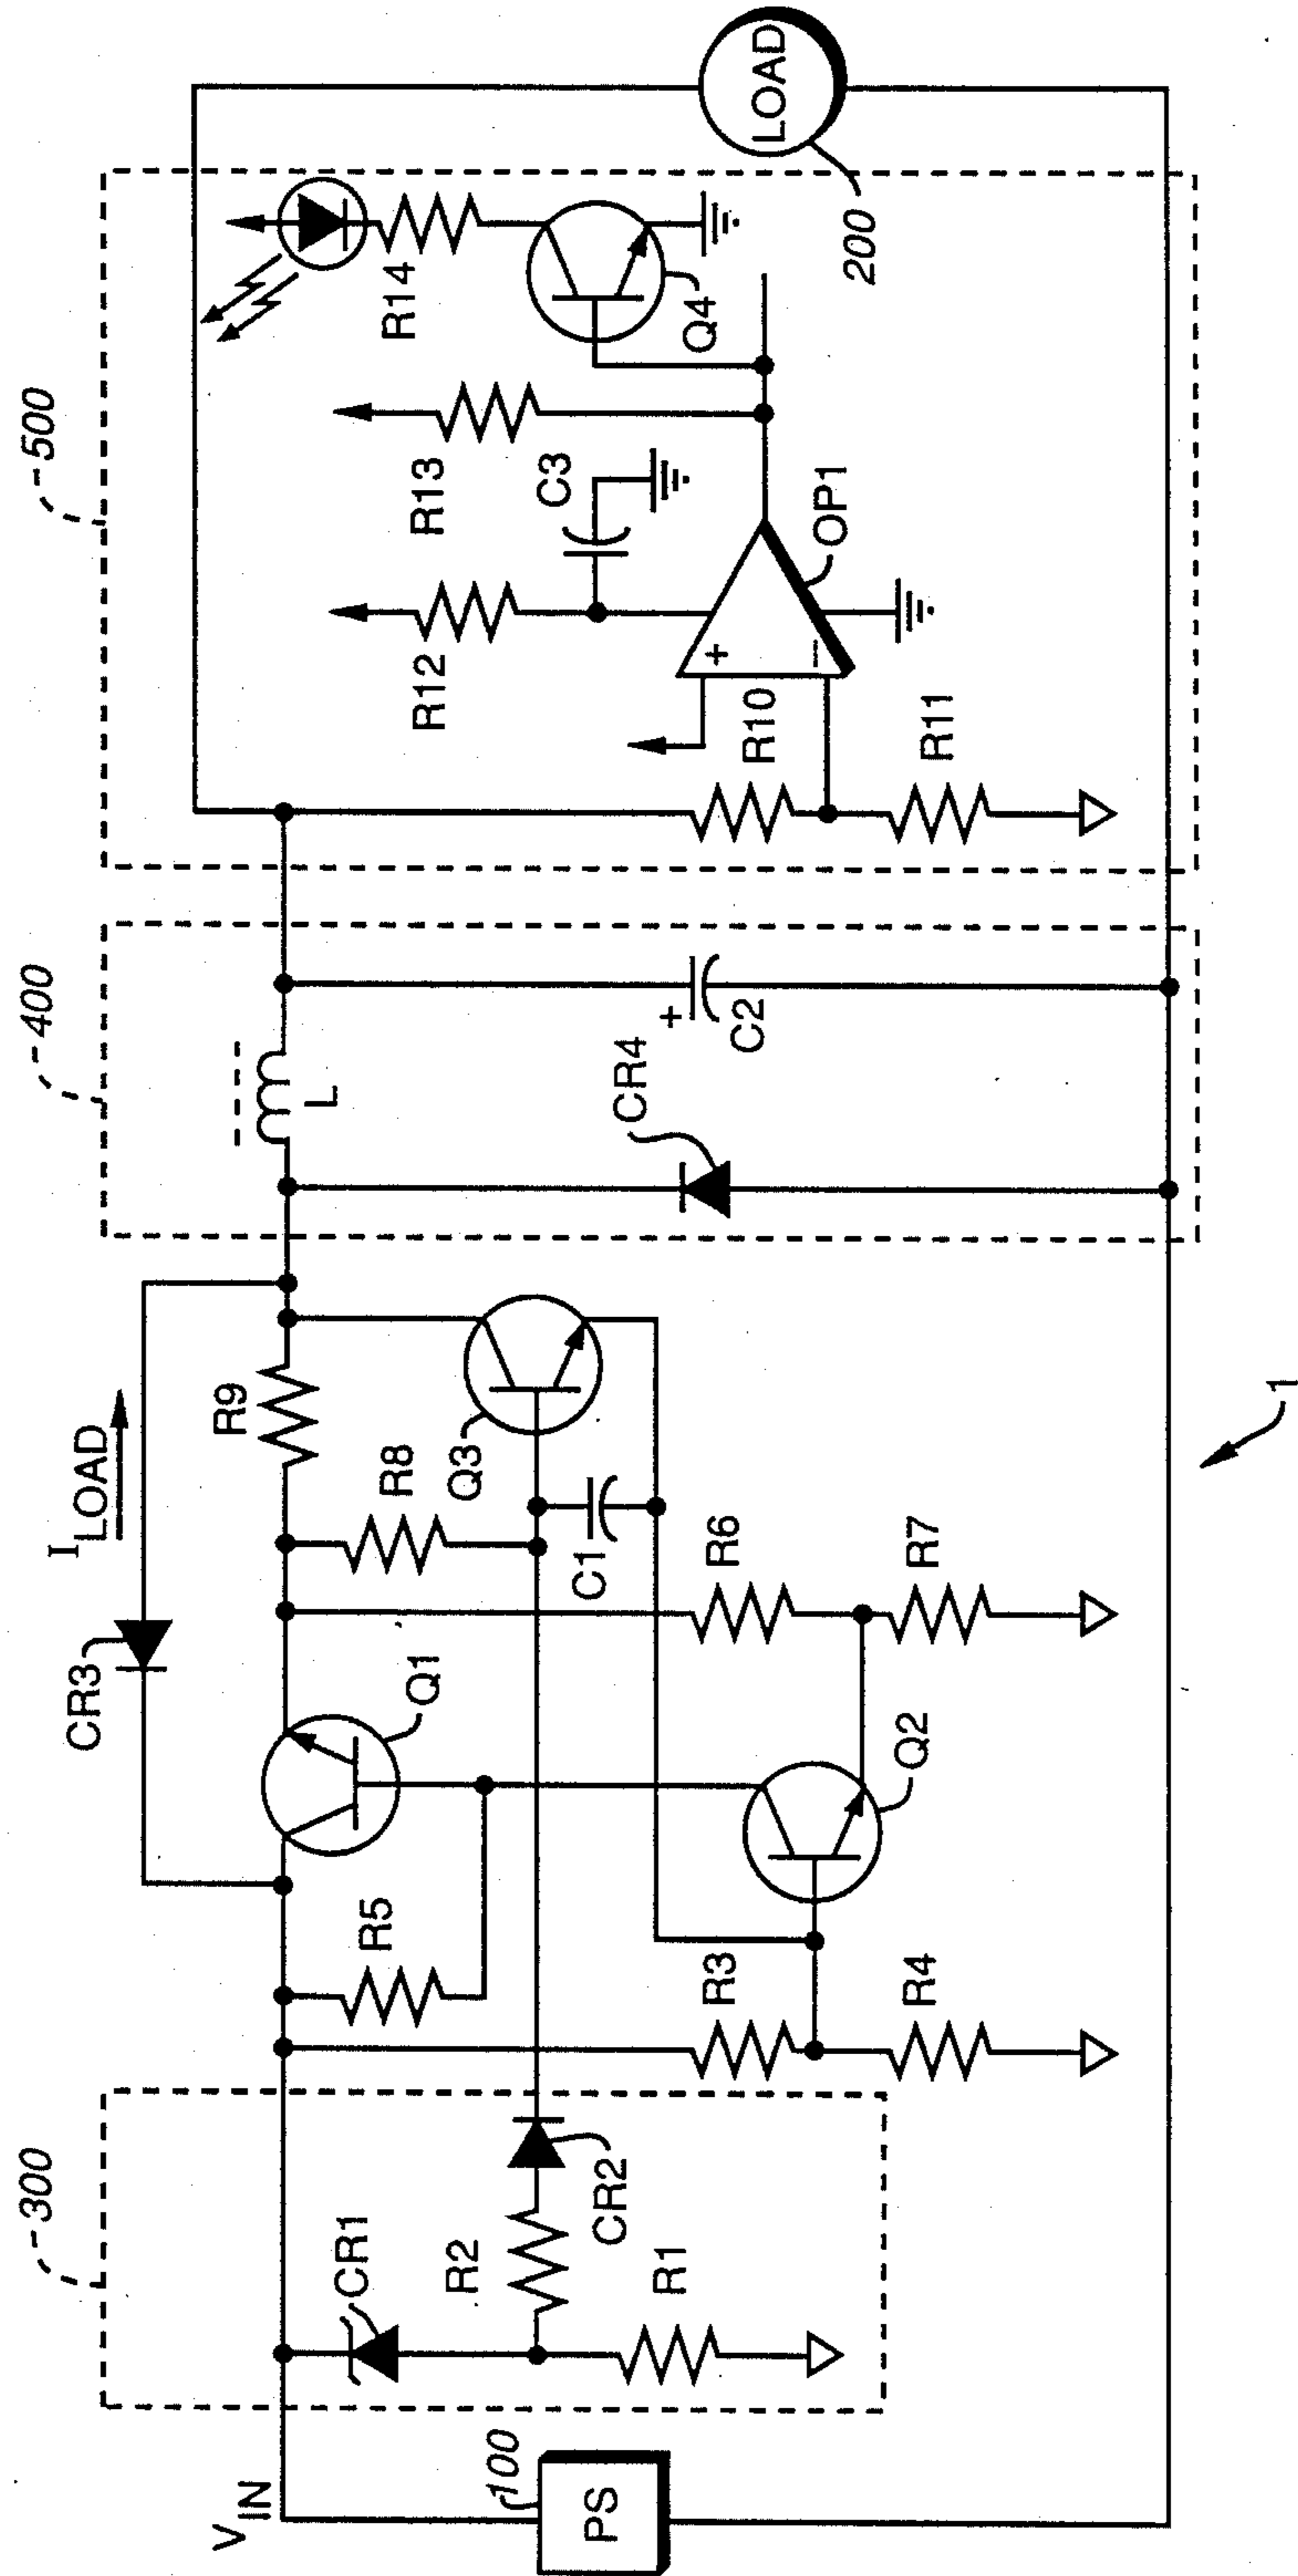 300
400
500
CR3
I LOAD
V IN
100
PS
CR1
R2
CR2
R1
R5
Q1
R3
R4
Q2
R8
R9
Q3
C1
R6
R7
L
+
C2
CR4
R12
R13
C3
R14
Q4
+
−
OP1
R10
R11
LOAD
200
1